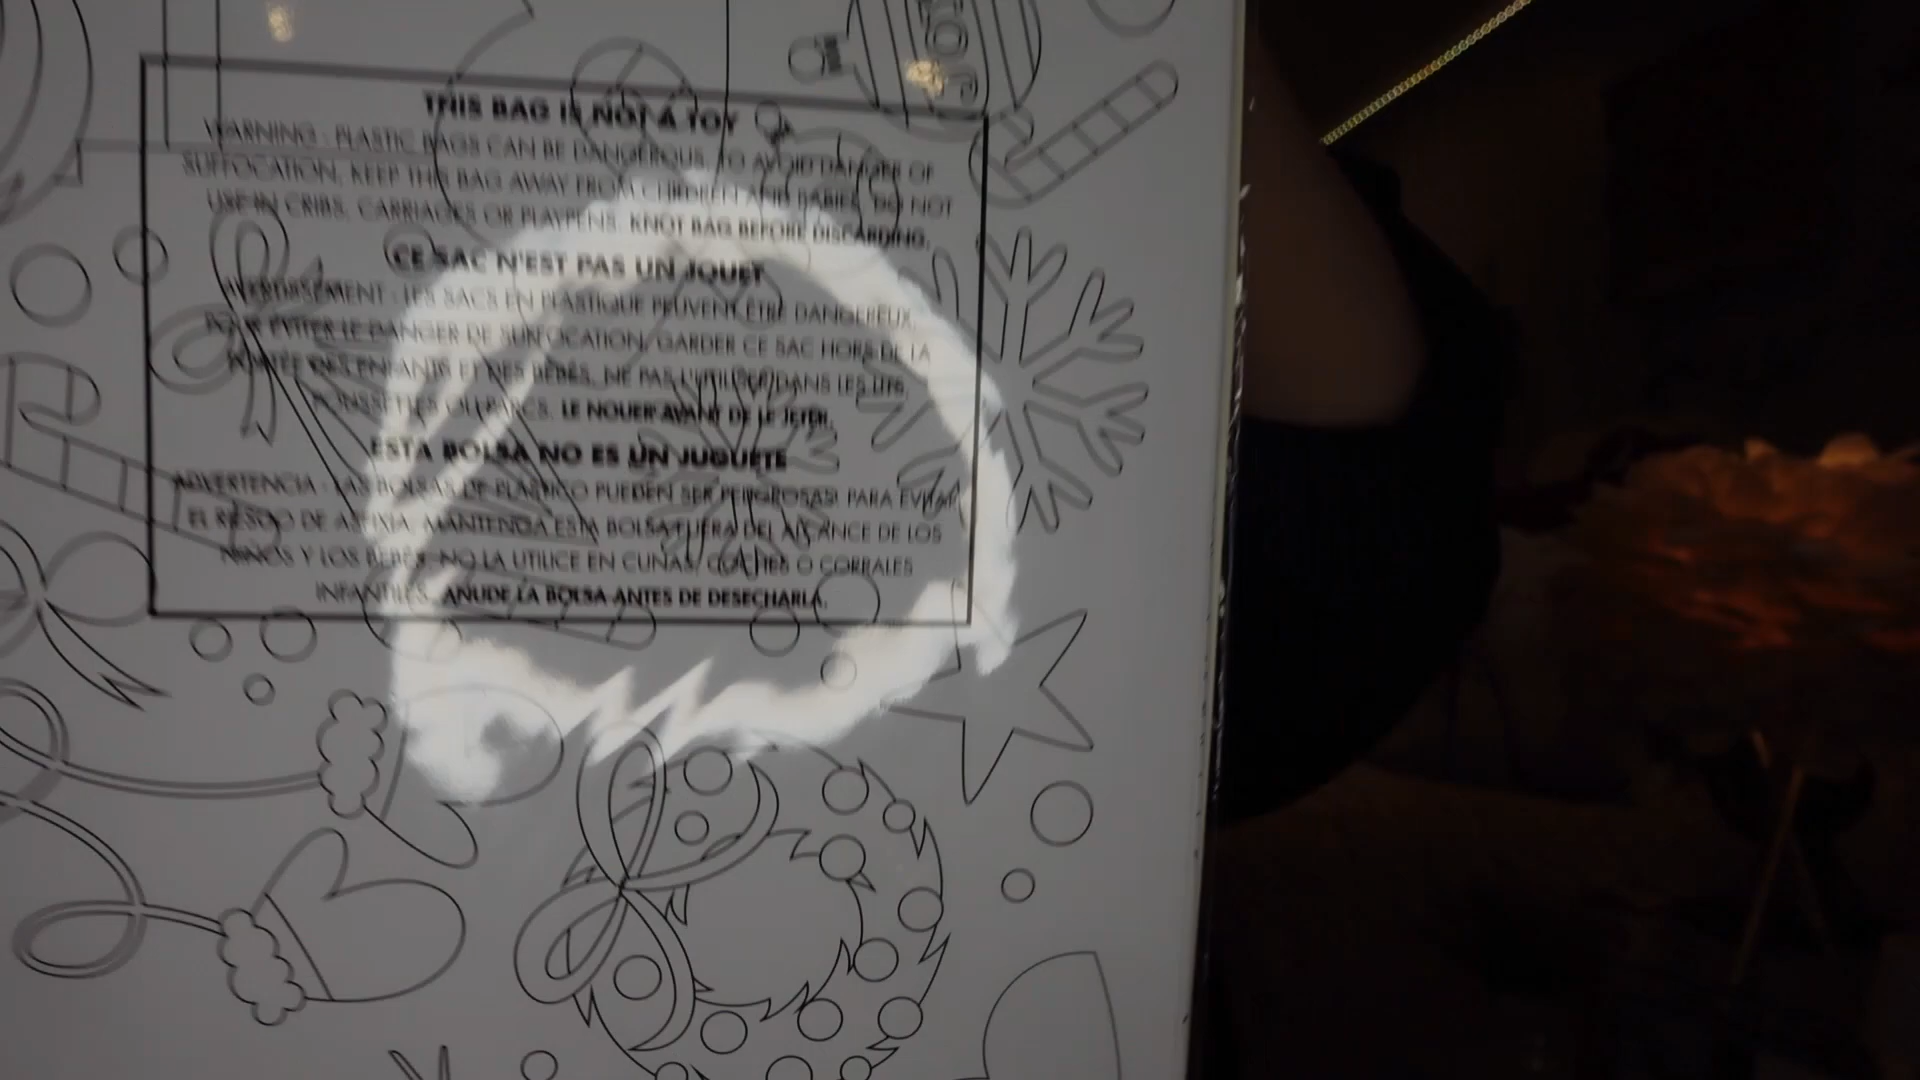 THIS BAG IS NOT A TOY
WARNING - PLASTIC BAGS CAN BE DANGEROUS. TO AVOID DANGER OF
SUFFOCATION, KEEP THIS BAG AWAY FROM CHILDREN AND BABIES. DO NOT
USE IN CRIBS, CARRIAGES OR PLAYPENS. KNOT BAG BEFORE DISCARDING.
CE SAC N'EST PAS UN JOUET
AVERTISSEMENT - LES SACS EN PLASTIQUE PEUVENT ÊTRE DANGEREUX.
POUR ÉVITER LE DANGER DE SUFFOCATION, GARDER CE SAC HORS DE LA
PORTÉE DES ENFANTS ET DES BÉBÉS. NE PAS L'UTILISER DANS LES LITS,
POUSSETTES OU PARCS. LE NOUER AVANT DE LE JETER.
ESTA BOLSA NO ES UN JUGUETE
ADVERTENCIA - LAS BOLSAS DE PLÁSTICO PUEDEN SER PELIGROSAS. PARA EVITAR
EL RIESGO DE ASFIXIA, MANTENGA ESTA BOLSA FUERA DEL ALCANCE DE LOS
NIÑOS Y LOS BEBÉS. NO LA UTILICE EN CUNAS, COCHES O CORRALES
INFANTILES. ANUDE LA BOLSA ANTES DE DESECHARLA.